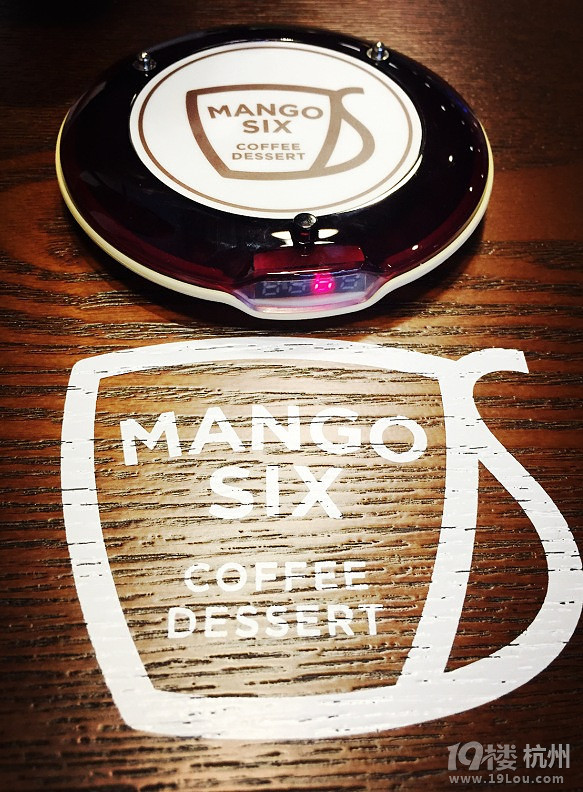 MANGO
SIX
COFFEE
DESSERT
MANGO
SIX
COFFEE
DESSERT
19楼 杭州
www.19Lou.com